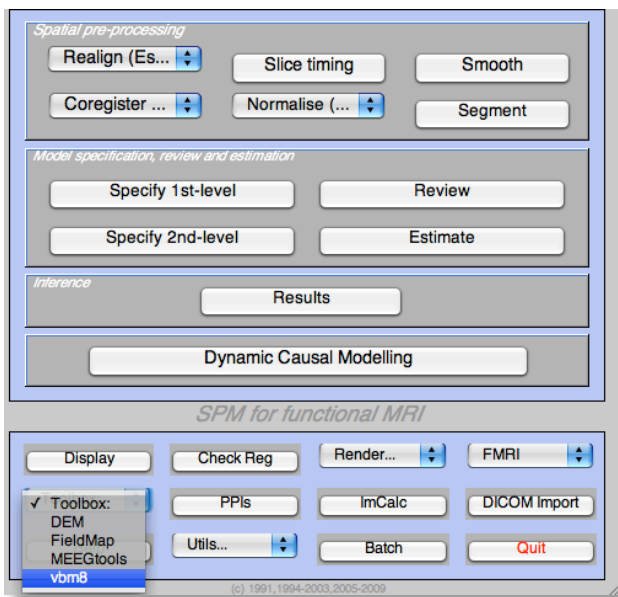 Spatial pre-processing
Realign (Es... Slice timing Smooth
Coregister ... Normalise (... Segment
Model specification, review and estimation
Specify 1st-level Review
Specify 2nd-level Estimate
Inference
Results
Dynamic Causal Modelling
SPM for functional MRI
Display Check Reg Render... FMRI
✓ Toolbox: PPIs ImCalc DICOM Import
DEM
FieldMap
MEEGtools
Utils... Batch Quit
vbm8
(c) 1991,1994-2003,2005-2009